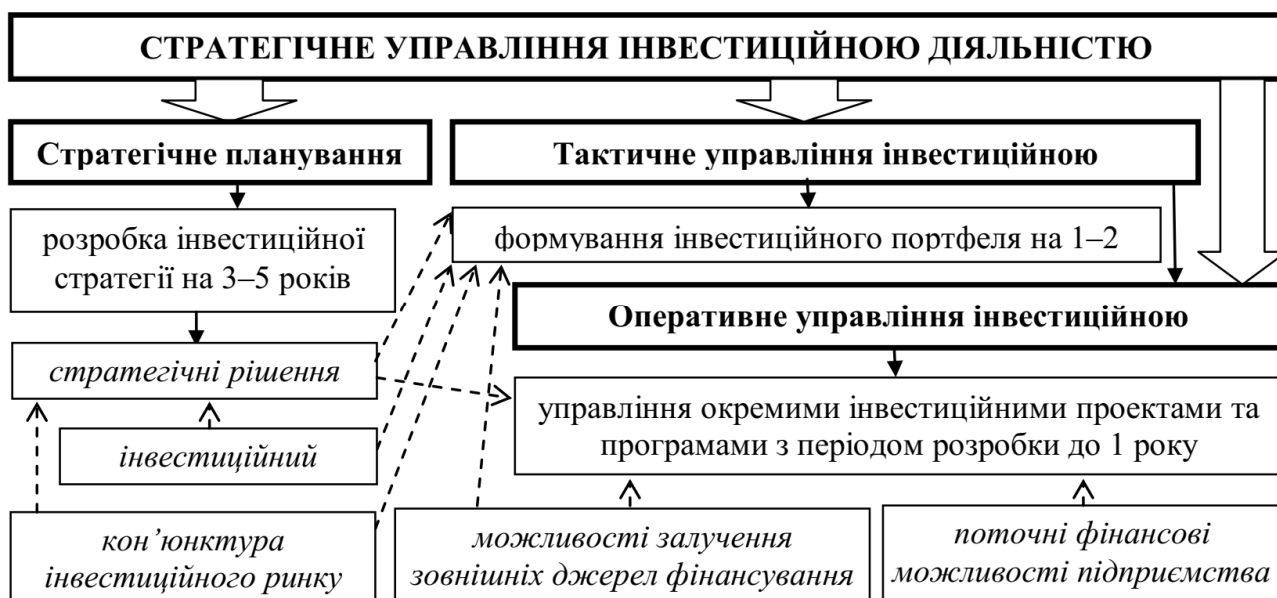 СТРАТЕГІЧНЕ УПРАВЛІННЯ ІНВЕСТИЦІЙНОЮ ДІЯЛЬНІСТЮ
Стратегічне планування
Тактичне управління інвестиційною
розробка інвестиційної
стратегії на 3–5 років
формування інвестиційного портфеля на 1–2
Оперативне управління інвестиційною
стратегічні рішення
управління окремими інвестиційними проектами та
програмами з періодом розробки до 1 року
інвестиційний
кон’юнктура
інвестиційного ринку
можливості залучення
зовнішніх джерел фінансування
поточні фінансові
можливості підприємства